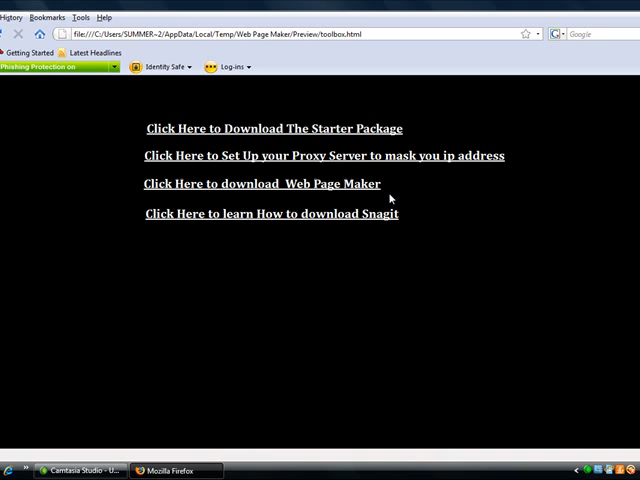 History Bookmarks Tools Help
file:///C:/Users/SUMMER~2/AppData/Local/Temp/Web Page Maker/Preview/toolbox.html Google
Getting Started Latest Headlines
Phishing Protection on Identity Safe Log-ins
Click Here to Download The Starter Package
Click Here to Set Up your Proxy Server to mask you ip address
Click Here to download Web Page Maker
Click Here to learn How to download Snagit
Camtasia Studio - U... Mozilla Firefox